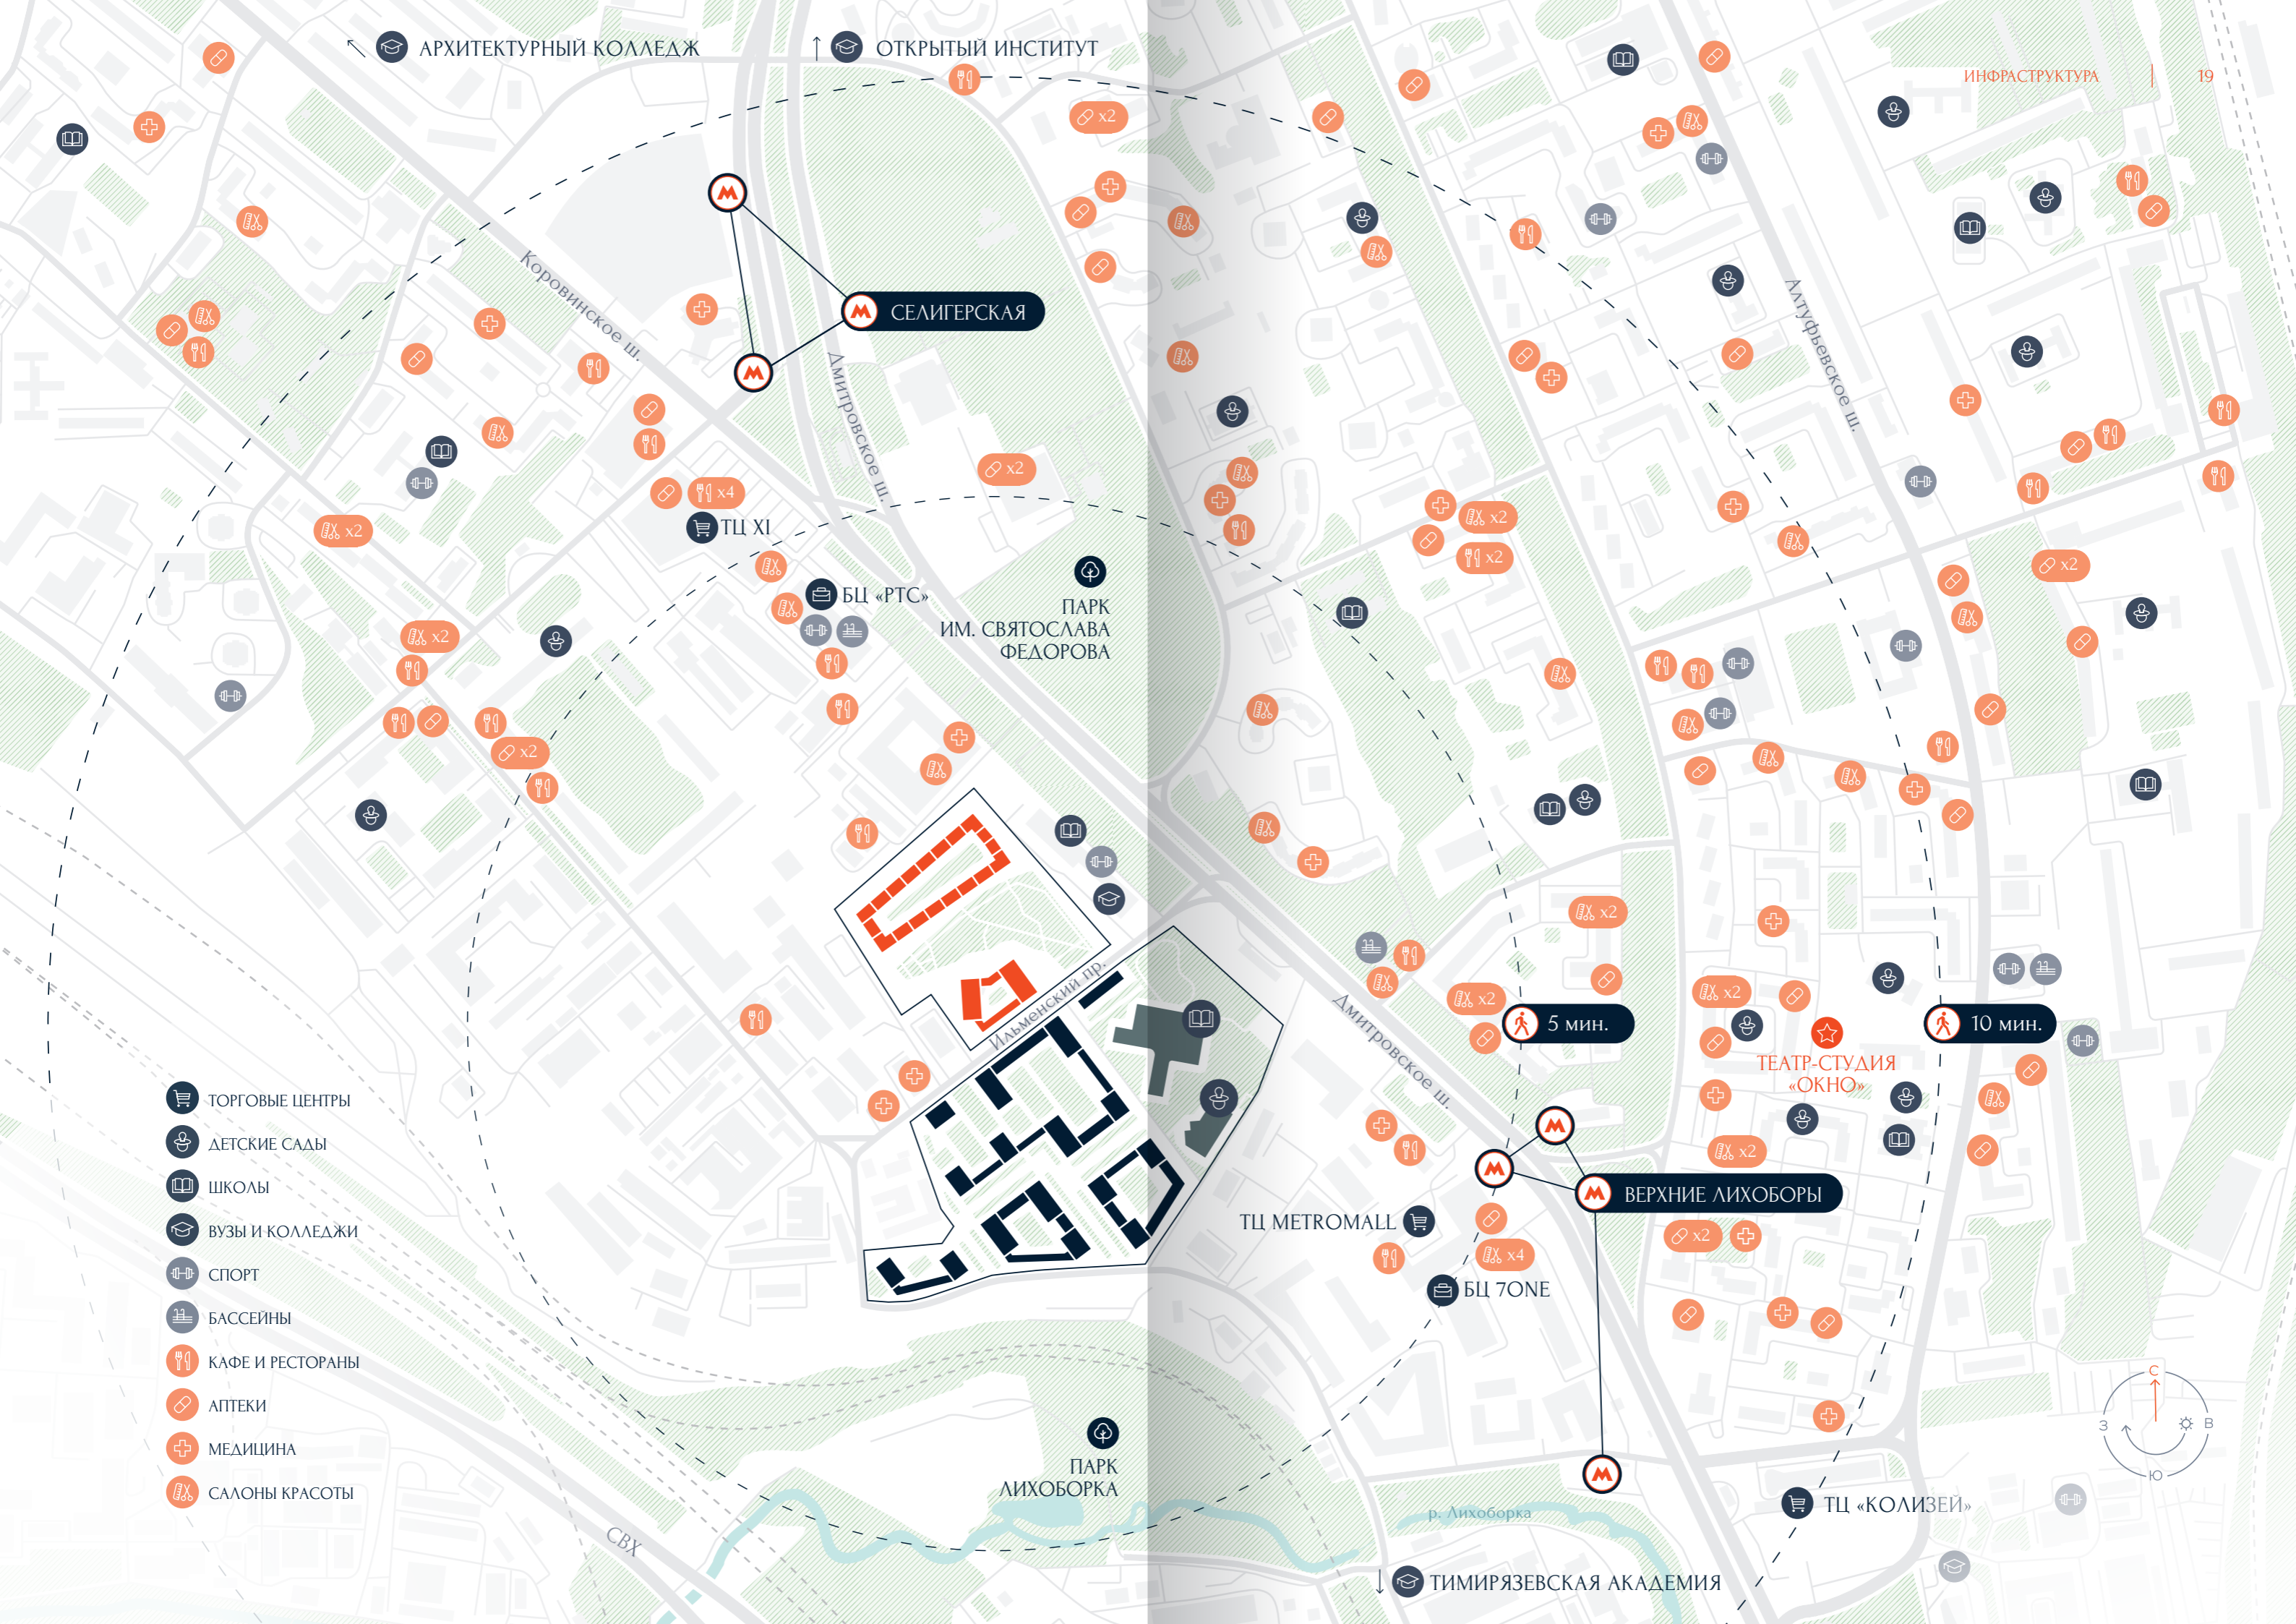 АРХИТЕКТУРНЫЙ КОЛЛЕДЖ
ОТКРЫТЫЙ ИНСТИТУТ
ИНФРАСТРУКТУРА
19
x2
Коровинское ш.
СЕЛИГЕРСКАЯ
Дмитровское ш.
Алтуфьевское ш.
x2
x4
x2
x2
x2
ТЦ XI
x2
БЦ «РТС»
ПАРК
ИМ. СВЯТОСЛАВА
ФЕДОРОВА
x2
x2
x2
x2
x2
Ильменский пр.
Дмитровское ш.
5 мин.
10 мин.
ТЕАТР-СТУДИЯ
«ОКНО»
x2
ВЕРХНИЕ ЛИХОБОРЫ
ТЦ METROMALL
x2
x4
БЦ 7ONE
ТОРГОВЫЕ ЦЕНТРЫ
ДЕТСКИЕ САДЫ
ШКОЛЫ
ВУЗЫ И КОЛЛЕДЖИ
СПОРТ
БАССЕЙНЫ
КАФЕ И РЕСТОРАНЫ
АПТЕКИ
МЕДИЦИНА
САЛОНЫ КРАСОТЫ
С
З
В
Ю
ПАРК
ЛИХОБОРКА
СВХ
р. Лихоборка
ТЦ «КОЛИЗЕЙ»
ТИМИРЯЗЕВСКАЯ АКАДЕМИЯ